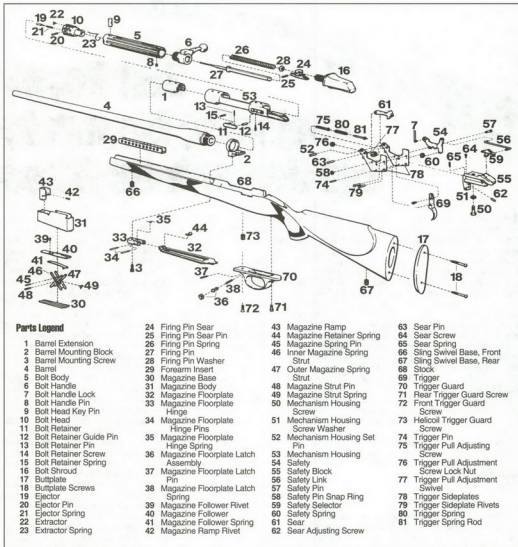 Parts Legend
1 Barrel Extension
2 Barrel Mounting Block
3 Barrel Mounting Screw
4 Barrel
5 Bolt Body
6 Bolt Handle
7 Bolt Handle Lock
8 Bolt Handle Pin
9 Bolt Head Key Pin
10 Bolt Head
11 Bolt Retainer
12 Bolt Retainer Guide Pin
13 Bolt Retainer Pin
14 Bolt Retainer Screw
15 Bolt Retainer Spring
16 Bolt Shroud
17 Buttplate
18 Buttplate Screws
19 Ejector
20 Ejector Pin
21 Ejector Spring
22 Extractor
23 Extractor Spring
24 Firing Pin Sear
25 Firing Pin Sear Pin
26 Firing Pin Spring
27 Firing Pin
28 Firing Pin Washer
29 Forearm Insert
30 Magazine Base
31 Magazine Body
32 Magazine Floorplate
33 Magazine Floorplate
Hinge
34 Magazine Floorplate
Hinge Pins
35 Magazine Floorplate
Hinge Spring
36 Magazine Floorplate Latch
Assembly
37 Magazine Floorplate Latch
Pin
38 Magazine Floorplate Latch
Spring
39 Magazine Follower Rivet
40 Magazine Follower
41 Magazine Follower Spring
42 Magazine Ramp Rivet
43 Magazine Ramp
44 Magazine Retainer Spring
45 Magazine Spring Pin
46 Inner Magazine Spring
Strut
47 Outer Magazine Spring
Strut
48 Magazine Strut Pin
49 Magazine Strut Spring
50 Mechanism Housing
Screw
51 Mechanism Housing
Screw Washer
52 Mechanism Housing Set
Pin
53 Mechanism Housing
54 Safety
55 Safety Block
56 Safety Link
57 Safety Pin
58 Safety Pin Snap Ring
59 Safety Selector
60 Safety Spring
61 Sear
62 Sear Adjusting Screw
63 Sear Pin
64 Sear Screw
65 Sear Spring
66 Sling Swivel Base, Front
67 Sling Swivel Base, Rear
68 Stock
69 Trigger
70 Trigger Guard
71 Rear Trigger Guard Screw
72 Front Trigger Guard
Screw
73 Helicoil Trigger Guard
Screw
74 Trigger Pin
75 Trigger Pull Adjusting
Screw
76 Trigger Pull Adjustment
Screw Lock Nut
77 Trigger Pull Adjustment
Swivel
78 Trigger Sideplates
79 Trigger Sideplate Rivets
80 Trigger Spring
81 Trigger Spring Rod